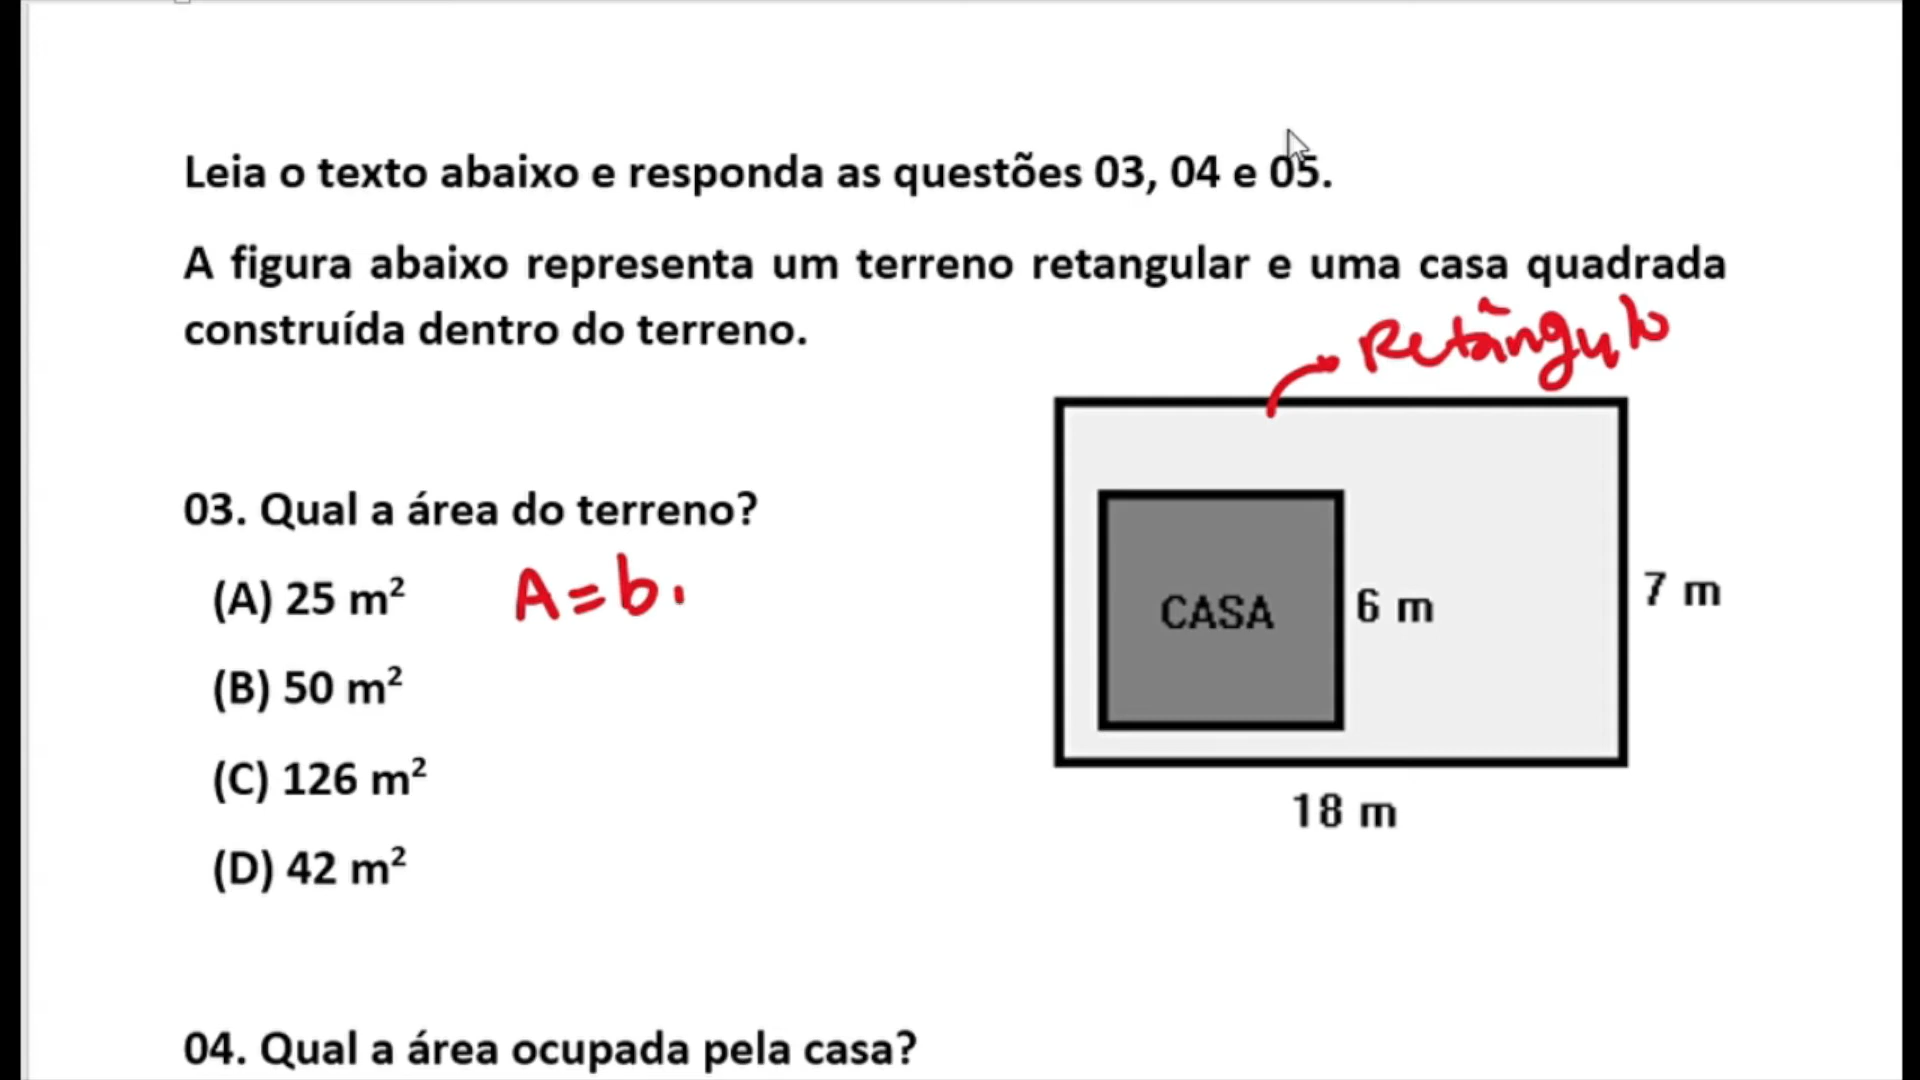 Leia o texto abaixo e responda as questões 03, 04 e 05.
A figura abaixo representa um terreno retangular e uma casa quadrada
construída dentro do terreno.
Retângulo
03. Qual a área do terreno?
(A) 25 m²
A = b.
(B) 50 m²
(C) 126 m²
(D) 42 m²
CASA
6 m
7 m
18 m
04. Qual a área ocupada pela casa?